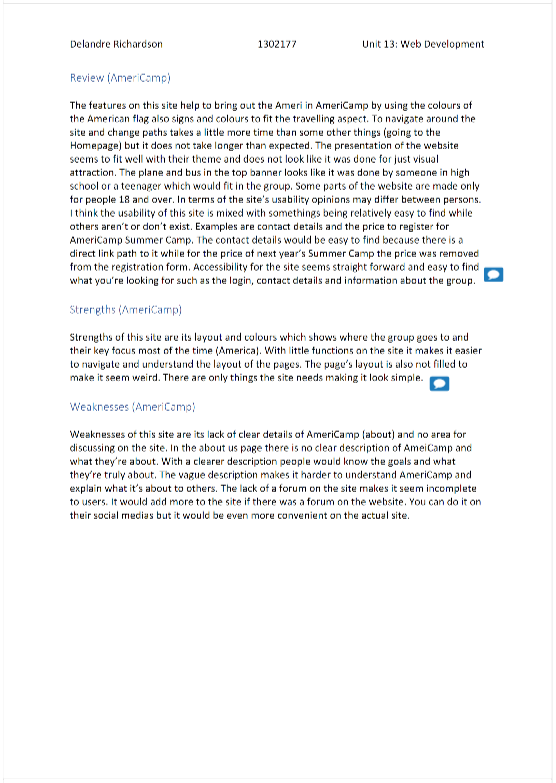 Delandre Richardson 1302177 Unit 13: Web Development
Review (AmeriCamp)
The features on this site help to bring out the Ameri in AmeriCamp by using the colours of
the American flag also signs and colours to fit the travelling aspect. To navigate around the
site and change paths takes a little more time than some other things (going to the
Homepage) but it does not take longer than expected. The presentation of the website
seems to fit well with their theme and does not look like it was done for just visual
attraction. The plane and bus in the top banner looks like it was done by someone in high
school or a teenager which would fit in the group. Some parts of the website are made only
for people 18 and over. In terms of the site's usability opinions may differ between persons.
I think the usability of this site is mixed with somethings being relatively easy to find while
others aren't or don't exist. Examples are contact details and the price to register for
AmeriCamp Summer Camp. The contact details would be easy to find because there is a
direct link path to it while for the price of next year's Summer Camp the price was removed
from the registration form. Accessibility for the site seems straight forward and easy to find
what you're looking for such as the login, contact details and information about the group.
Strengths (AmeriCamp)
Strengths of this site are its layout and colours which shows where the group goes to and
their key focus most of the time (America). With little functions on the site it makes it easier
to navigate and understand the layout of the pages. The page's layout is also not filled to
make it seem weird. There are only things the site needs making it look simple.
Weaknesses (AmeriCamp)
Weaknesses of this site are its lack of clear details of AmeriCamp (about) and no area for
discussing on the site. In the about us page there is no clear description of AmeiCamp and
what they're about. With a clearer description people would know the goals and what
they're truly about. The vague description makes it harder to understand AmeriCamp and
explain what it's about to others. The lack of a forum on the site makes it seem incomplete
to users. It would add more to the site if there was a forum on the website. You can do it on
their social medias but it would be even more convenient on the actual site.